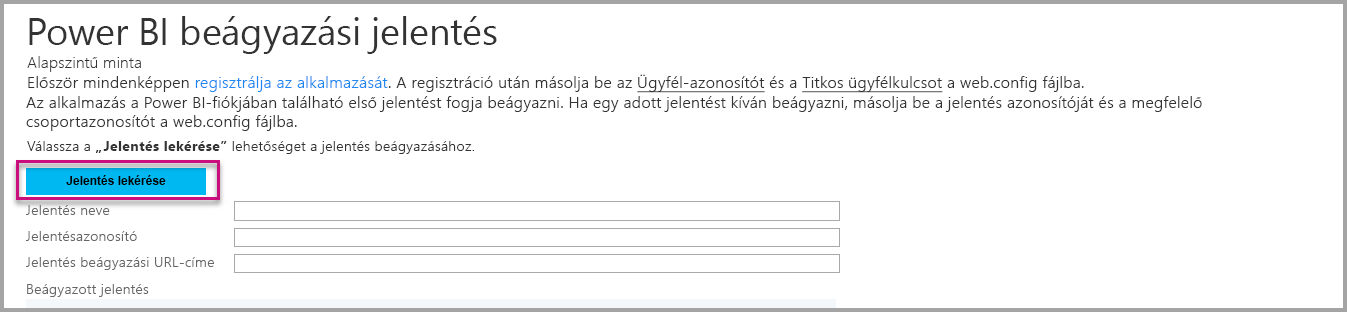 Power BI beágyazási jelentés
Alapszintű minta
Először mindenképpen regisztrálja az alkalmazását. A regisztráció után másolja be az Ügyfél-azonosítót és a Titkos ügyfélkulcsot a web.config fájlba.
Az alkalmazás a Power BI-fiókjában található első jelentést fogja beágyazni. Ha egy adott jelentést kíván beágyazni, másolja be a jelentés azonosítóját és a megfelelő
csoportazonosítót a web.config fájlba.
Válassza a „Jelentés lekérése” lehetőséget a jelentés beágyazásához.
Jelentés lekérése
Jelentés neve
Jelentésazonosító
Jelentés beágyazási URL-címe
Beágyazott jelentés